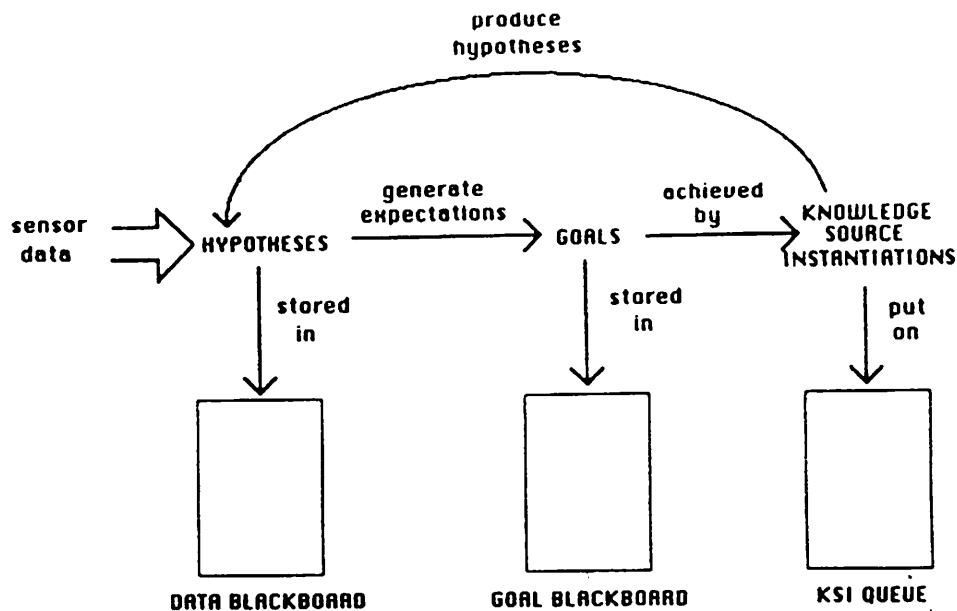 produce
hypotheses
generate
expectations
achieved
by
KNOWLEDGE
SOURCE
INSTANTIATIONS
sensor
data
HYPOTHESES
GOALS
stored
in
stored
in
put
on
DATA BLACKBOARD
GOAL BLACKBOARD
KSI QUEUE